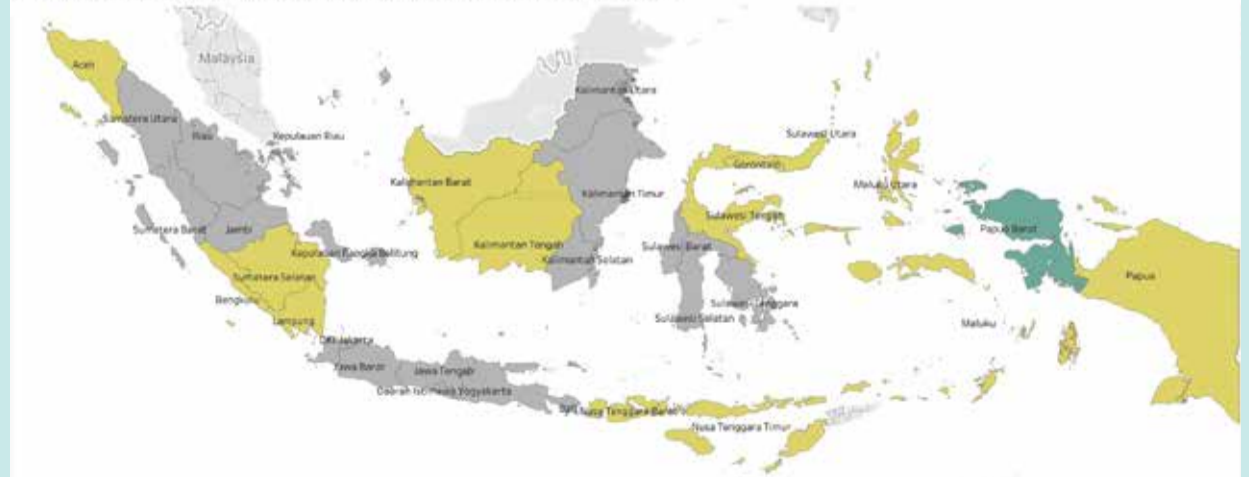 Malaysia
Aceh
Sumatera Utara
Riau
Kepulauan Riau
Kalimantan Utara
Sulawesi Utara
Gorontalo
Kalimantan Barat
Kalimantan Timur
Maluku Utara
Sulawesi Tengah
Sumatera Barat
Jambi
Papua Barat
Kepulauan Bangka Belitung
Kalimantan Tengah
Sulawesi Barat
Kalimantan Selatan
Sumatera Selatan
Papua
Bengkulu
Sulawesi Tenggara
Lampung
Sulawesi Selatan
Maluku
DKI Jakarta
Jawa Barat
Jawa Tengah
Daerah Istimewa Yogyakarta
Bali
Nusa Tenggara Barat
Nusa Tenggara Timur